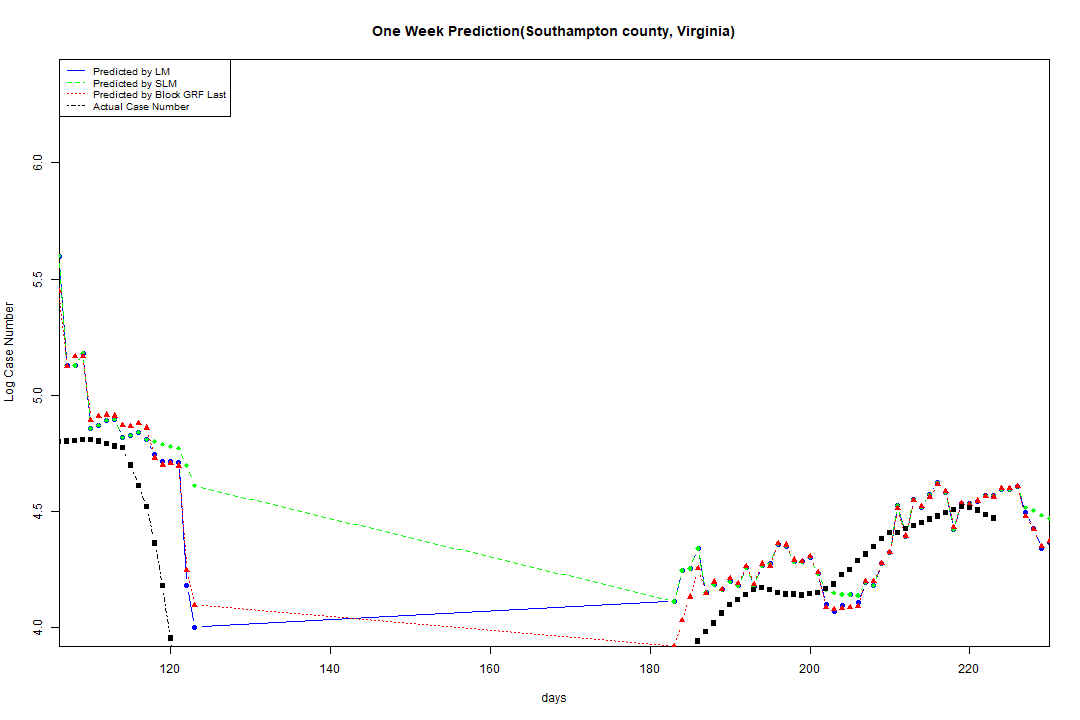 One Week Prediction(Southampton county, Virginia)
Predicted by LM
Predicted by SLM
Predicted by Block GRF Last
Actual Case Number
Log Case Number
6.0
5.5
5.0
4.5
4.0
120 140 160 180 200 220
days